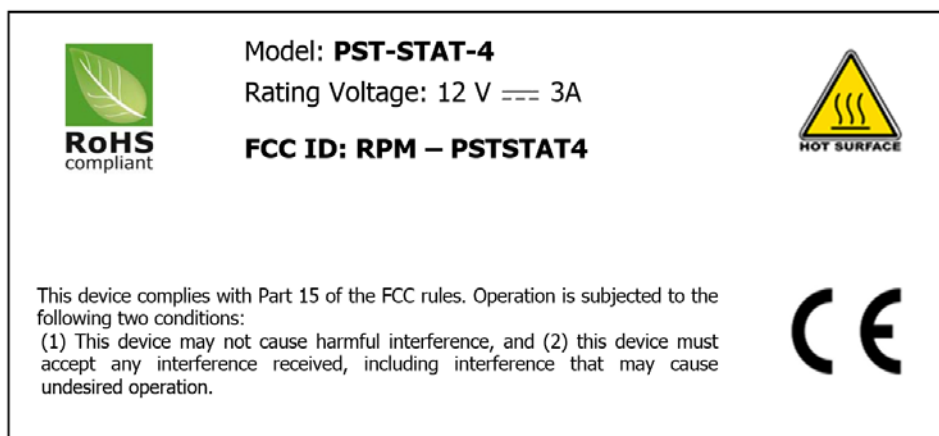 Model: PST-STAT-4
Rating Voltage: 12 V ⎓ 3A
FCC ID: RPM – PSTSTAT4
RoHS
compliant
HOT SURFACE
This device complies with Part 15 of the FCC rules. Operation is subjected to the
following two conditions:
(1) This device may not cause harmful interference, and (2) this device must
accept any interference received, including interference that may cause
undesired operation.
CE